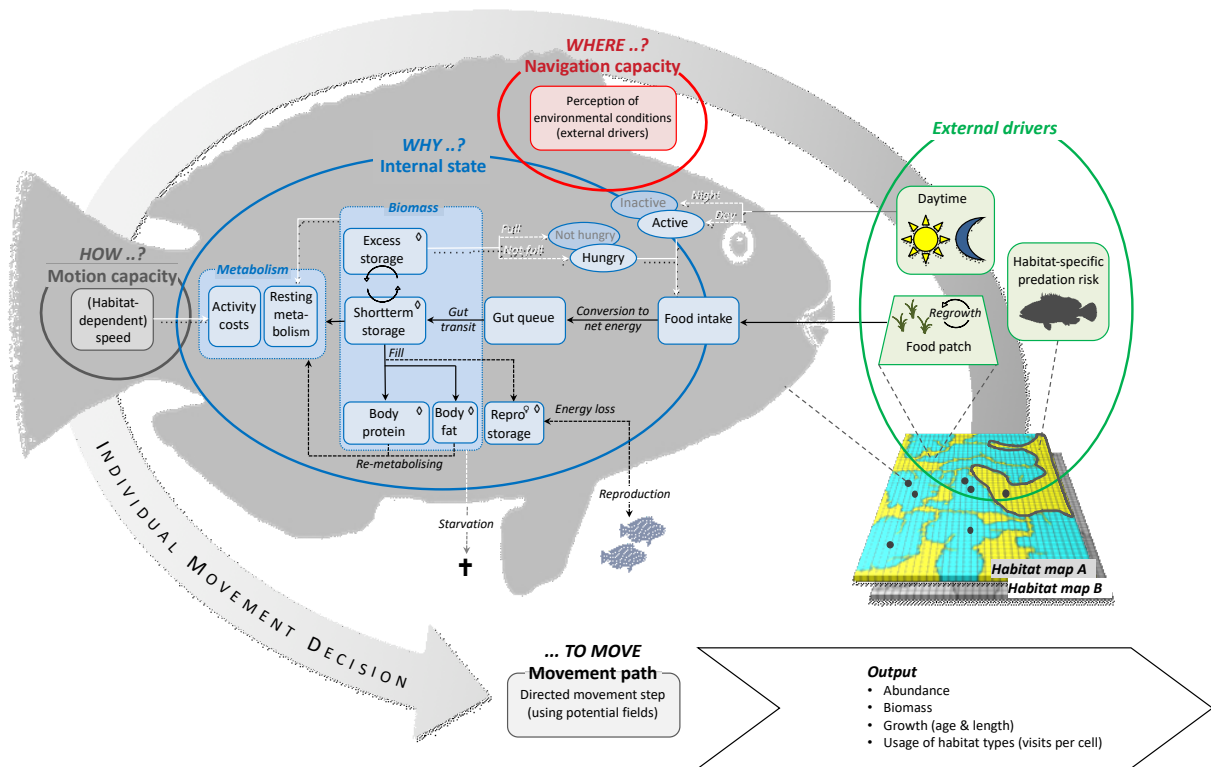 WHERE ..?
Navigation capacity
Perception of
environmental conditions
(external drivers)
External drivers
WHY ..?
Internal state
Daytime
Habitat-specific
predation risk
Regrowth
Food patch
Inactive
Active
Night
Day
Biomass
Excess
storage
Full
Not full
Not hungry
Hungry
HOW ..?
Motion capacity
(Habitat-
dependent)
speed
Metabolism
Activity
costs
Resting
meta-
bolism
Shortterm
storage
Gut
transit
Gut queue
Conversion to
net energy
Food intake
Fill
Body
protein
Body
fat
Repro♀
storage
Energy loss
Re-metabolising
Reproduction
Starvation
Habitat map A
Habitat map B
INDIVIDUAL MOVEMENT DECISION
... TO MOVE
Movement path
Directed movement step
(using potential fields)
Output
• Abundance
• Biomass
• Growth (age & length)
• Usage of habitat types (visits per cell)